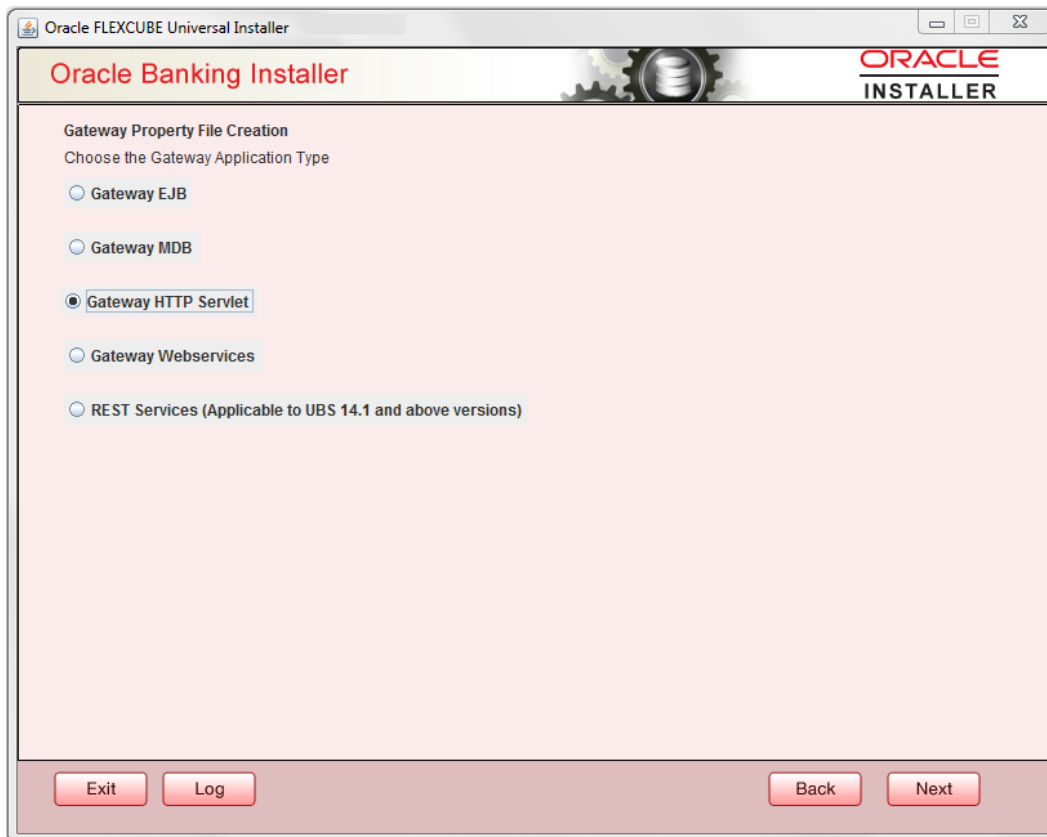 Oracle FLEXCUBE Universal Installer
Oracle Banking Installer
ORACLE
INSTALLER
Gateway Property File Creation
Choose the Gateway Application Type
Gateway EJB
Gateway MDB
Gateway HTTP Servlet
Gateway Webservices
REST Services (Applicable to UBS 14.1 and above versions)
Exit
Log
Back
Next